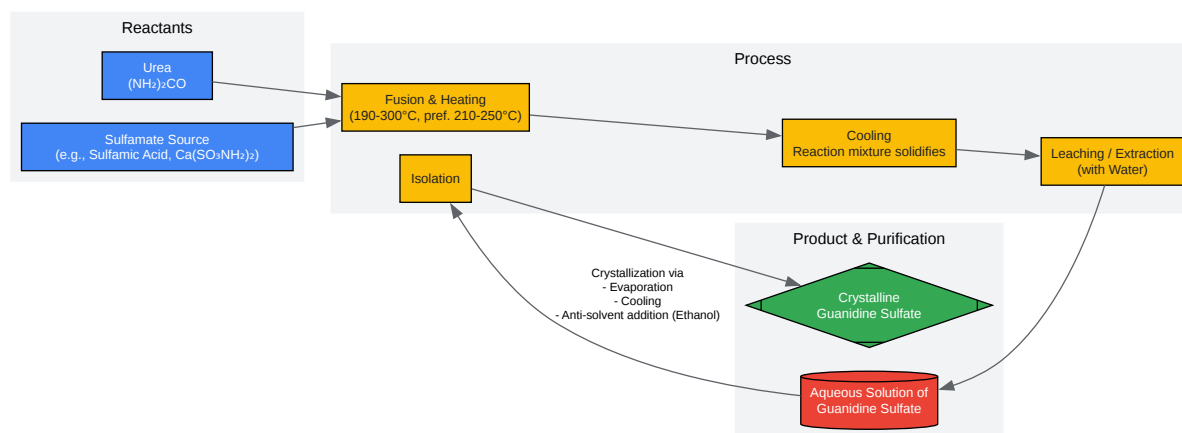 Reactants
Urea
(NH₂)₂CO
Sulfamate Source
(e.g., Sulfamic Acid, Ca(SO₃NH₂)₂)
Process
Fusion & Heating
(190-300°C, pref. 210-250°C)
Cooling
Reaction mixture solidifies
Leaching / Extraction
(with Water)
Isolation
Product & Purification
Crystallization via
- Evaporation
- Cooling
- Anti-solvent addition (Ethanol)
Crystalline
Guanidine Sulfate
Aqueous Solution of
Guanidine Sulfate